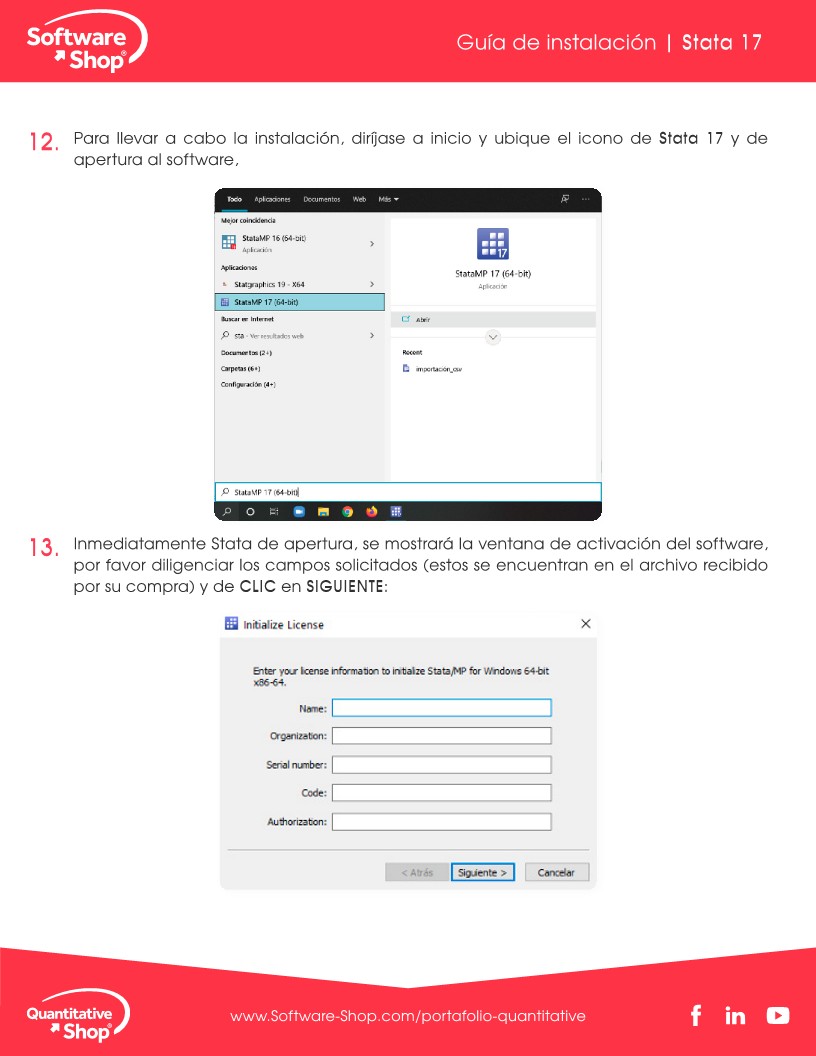 Quantitative
Software
Shop®
Guía de instalación | Stata 17
12. Para llevar a cabo la instalación, diríjase a inicio y ubique el icono de Stata 17 y de
apertura al software,
Todo Aplicaciones Documentos Web Más
Mejor coincidencia
StataMP 16 (64-bit)
Aplicación
Aplicaciones
Statgraphics 19 - X64
StataMP 17 (64-bit)
Buscar en Internet
sta - Ver resultados web
Documentos (2+)
Carpetas (6+)
Configuración (4+)
17
StataMP 17 (64-bit)
Aplicación
Abrir
Recent
importación_csv
StataMP 17 (64-bit)
13. Inmediatamente Stata de apertura, se mostrará la ventana de activación del software,
por favor diligenciar los campos solicitados (estos se encuentran en el archivo recibido
por su compra) y de CLIC en SIGUIENTE:
Initialize License
Enter your license information to initialize Stata/MP for Windows 64-bit
x86-64.
Name:
Organization:
Serial number:
Code:
Authorization:
< Atrás Siguiente > Cancelar
Quantitative
Shop®
www.Software-Shop.com/portafolio-quantitative
f in